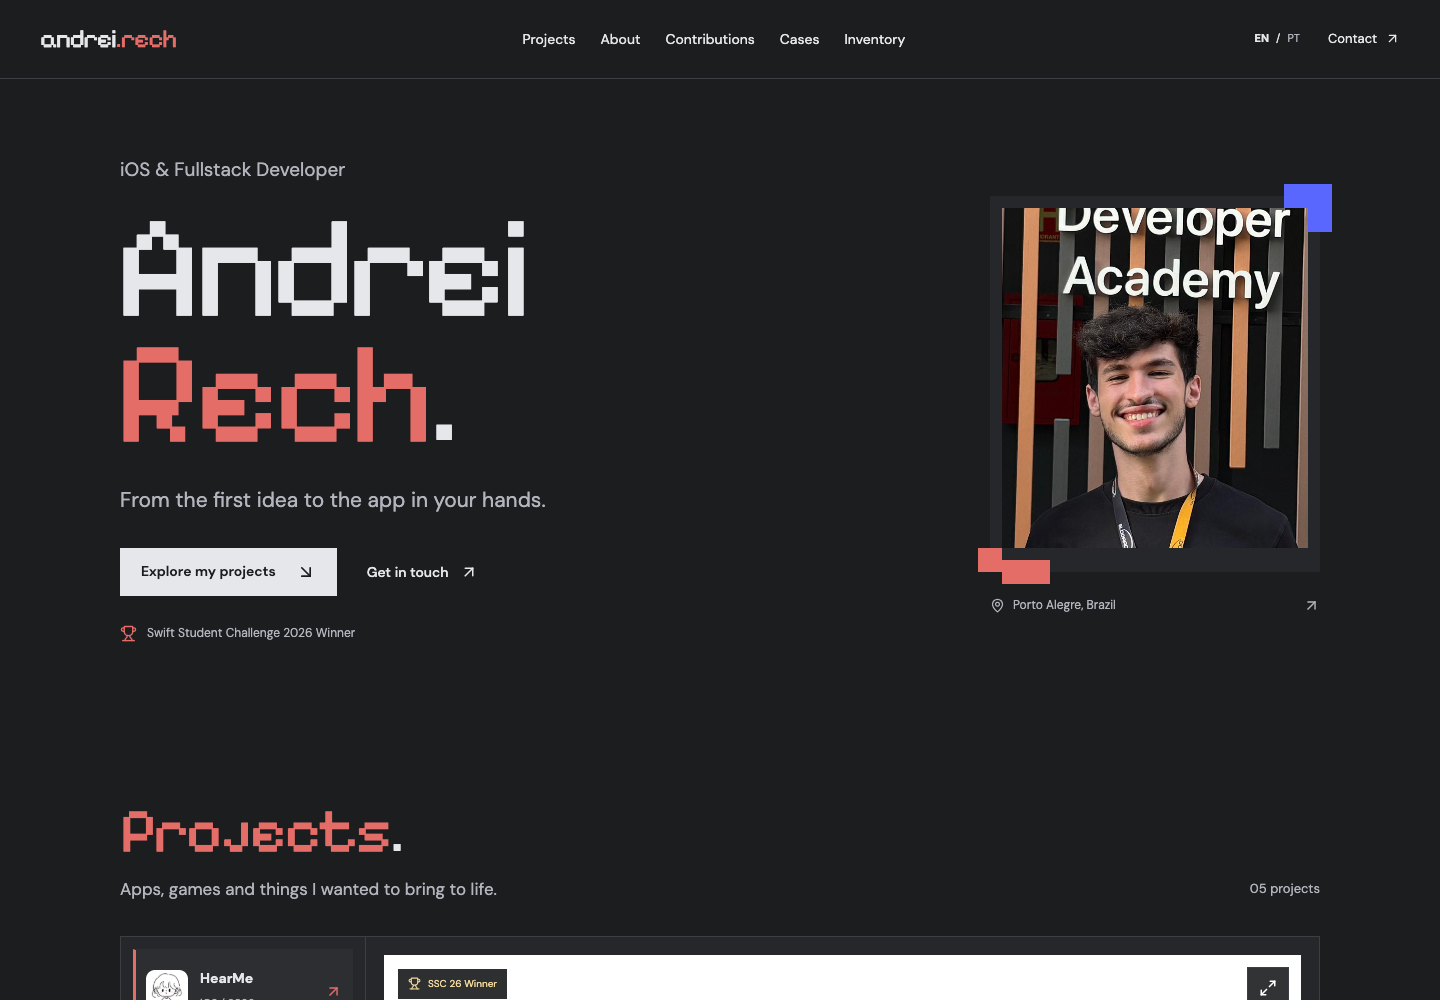 andrei.rech
Projects About Contributions Cases Inventory
EN / PT
Contact
iOS & Fullstack Developer
Andrei
Rech.
From the first idea to the app in your hands.
Explore my projects
Get in touch
Swift Student Challenge 2026 Winner
Developer
Academy
Porto Alegre, Brazil
Projects.
Apps, games and things I wanted to bring to life.
05 projects
HearMe
SSC 26 Winner